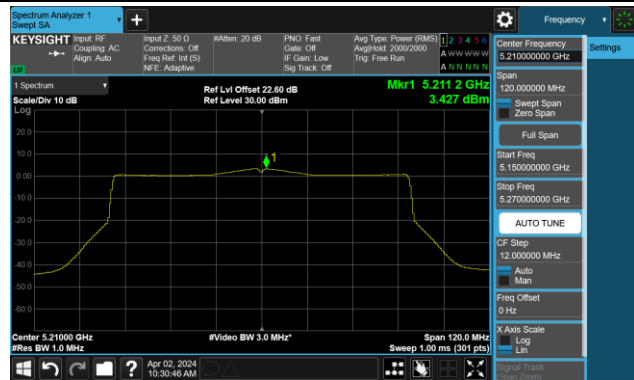 Spectrum Analyzer 1
Swept SA
Frequency
KEYSIGHT
Input: RF
Coupling: AC
Align: Auto
Input Z: 50 Ω
Corrections: Off
Freq Ref: Int (S)
NFE: Adaptive
#Atten: 20 dB
PNO: Fast
Gate: Off
IF Gain: Low
Sig Track: Off
Avg Type: Power (RMS)
Avg|Hold: 2000/2000
Trig: Free Run
1 2 3 4 5 6
A W W W W W
A N N N N N
1 Spectrum
Scale/Div 10 dB
Ref Lvl Offset 22.60 dB
Ref Level 30.00 dBm
Mkr1 5.211 2 GHz
3.427 dBm
Log
20.0
10.0
0.00
-10.0
-20.0
-30.0
-40.0
-50.0
-60.0
1
Center 5.21000 GHz
#Res BW 1.0 MHz
#Video BW 3.0 MHz*
Span 120.0 MHz
Sweep 1.00 ms (301 pts)
Center Frequency
5.210000000 GHz
Settings
Span
120.000000 MHz
Swept Span
Zero Span
Full Span
Start Freq
5.150000000 GHz
Stop Freq
5.270000000 GHz
AUTO TUNE
CF Step
12.000000 MHz
Auto
Man
Freq Offset
0 Hz
X Axis Scale
Log
Lin
Signal Track
(Span Zoom)
?
Apr 02, 2024
10:30:46 AM